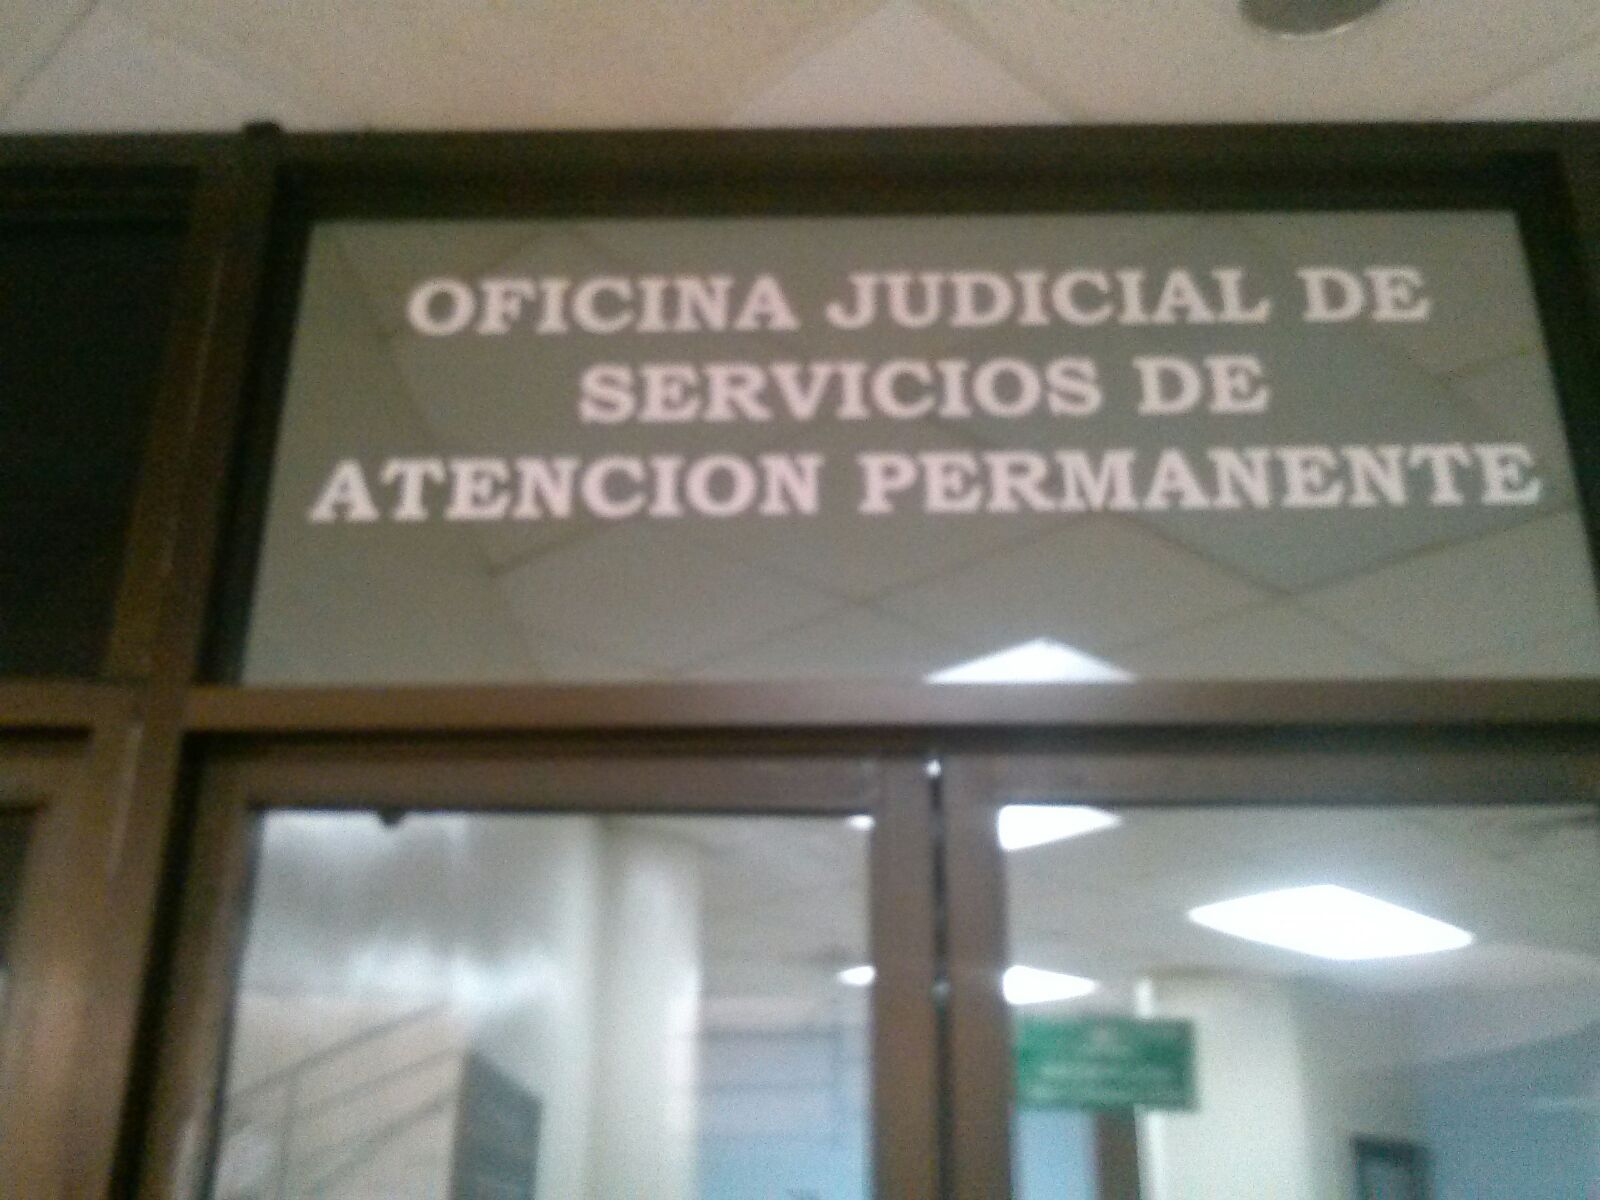 OFICINA JUDICIAL DE
SERVICIOS DE
ATENCION PERMANENTE